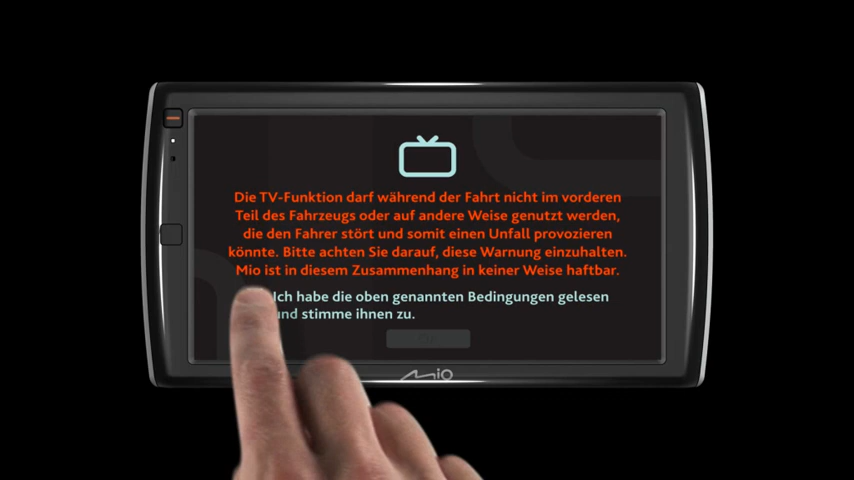 Die TV-Funktion darf während der Fahrt nicht im vorderen
Teil des Fahrzeugs oder auf andere Weise genutzt werden,
die den Fahrer stört und somit einen Unfall provozieren
könnte. Bitte achten Sie darauf, diese Warnung einzuhalten.
Mio ist in diesem Zusammenhang in keiner Weise haftbar.
Ich habe die oben genannten Bedingungen gelesen
und stimme ihnen zu.
Mio